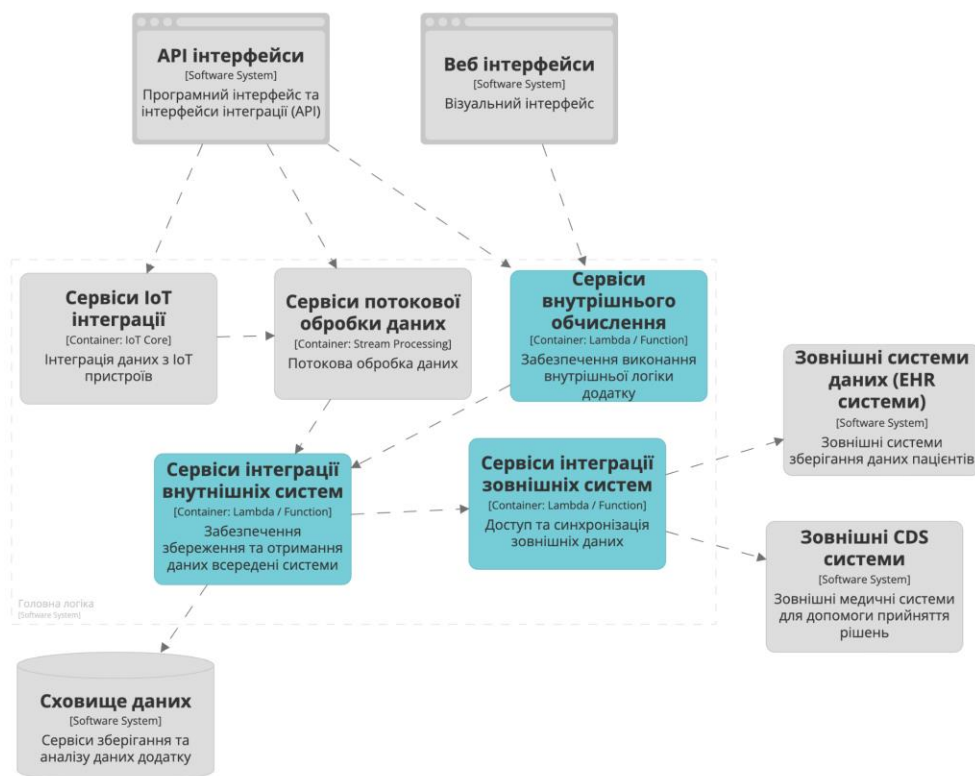 API інтерфейси
[Software System]
Програмний інтерфейс та
інтерфейси інтеграції (API)
Веб інтерфейси
[Software System]
Візуальний інтерфейс
Сервіси IoT
інтеграції
[Container: IoT Core]
Інтеграція даних з IoT
пристроїв
Сервіси потокової
обробки даних
[Container: Stream Processing]
Потокова обробка даних
Сервіси
внутрішнього
обчислення
[Container: Lambda / Function]
Забезпечення виконання
внутрішньої логіки
додатку
Зовнішні системи
даних (EHR
системи)
[Software System]
Зовнішні системи
зберігання даних пацієнтів
Сервіси інтеграції
внутнішніх систем
[Container: Lambda / Function]
Забезпечення
збереження та отримання
даних всередені системи
Сервіси інтеграції
зовнішніх систем
[Container: Lambda / Function]
Доступ та синхронізація
зовнішніх даних
Зовнішні CDS
системи
[Software System]
Зовнішні медичні системи
для допомоги прийняття
рішень
Головна логіка
[Software System]
Сховище даних
[Software System]
Сервіси зберігання та
аналізу даних додатку